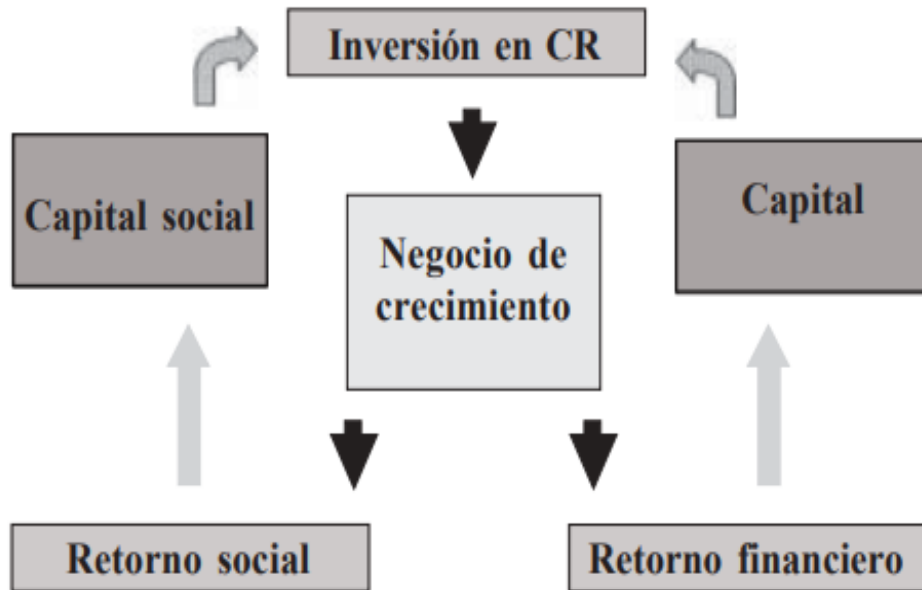 Inversión en CR
Capital social
Capital
Negocio de
crecimiento
Retorno social
Retorno financiero